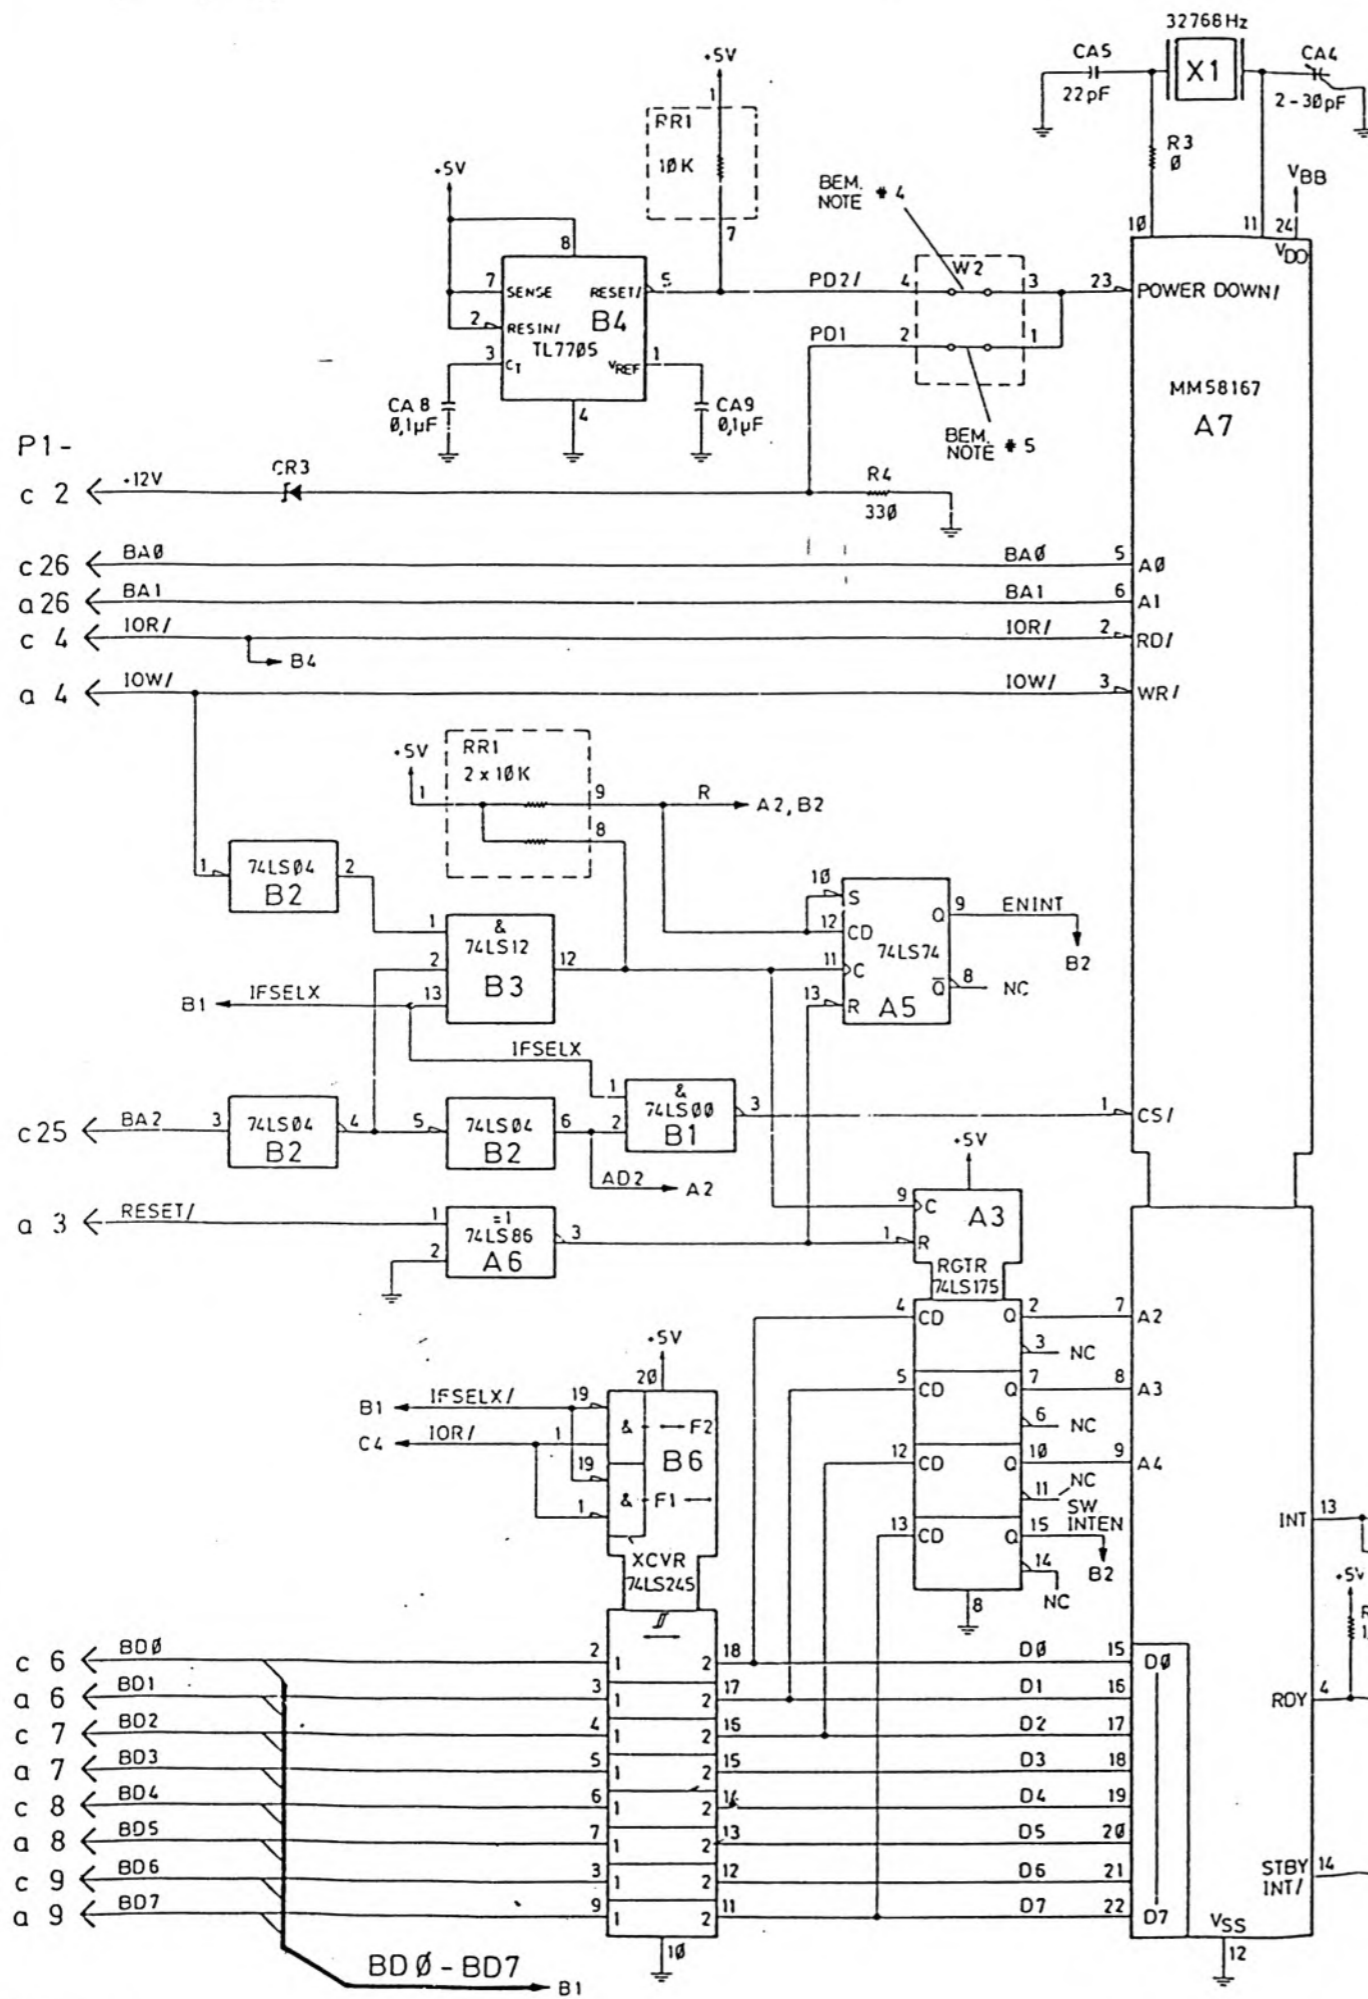 32768Hz
CA5
X1
CA4
22pF
2-30pF
+5V
1
RR1
10K
7
R3
0
VBB
BEM.
NOTE # 4
+5V
8
10
11
24
VDD
7
SENSE
RESET/
5
B4
2
RESIN/
TL7705
3
CT
VREF
1
4
CA8
0,1µF
CA9
0,1µF
PD2/
4
W2
3
23
POWER DOWN/
PD1
2
1
MM58167
A7
BEM.
NOTE # 5
P1-
c 2
+12V
CR3
R4
330
c26
BA0
BA0
5
A0
a26
BA1
BA1
6
A1
c 4
IOR/
IOR/
2
RD/
B4
a 4
IOW/
IOW/
3
WR/
+5V
RR1
2x10K
1
9
R
A2, B2
8
1
74LS04
2
B2
10
S
Q
9
ENINT
12
CD
74LS74
1
&
74LS12
2
12
B3
11
C
B2
8
Q
NC
B1
IFSELX
13
13
R
A5
IFSELX
1
&
74LS00
3
1
CS/
2
B1
c25
BA2
3
74LS04
4
B2
5
74LS04
6
B2
AD2
A2
+5V
a 3
RESET/
1
=1
74LS86
3
2
A6
9
C
A3
1
R
RGTR
74LS175
4
CD
Q
2
7
A2
3
NC
+5V
20
B1
IFSELX/
19
&
F2
5
CD
Q
7
8
A3
C4
IOR/
1
B6
6
NC
19
&
F1
12
CD
Q
10
9
A4
1
11
NC
SW
INTEN
13
CD
Q
15
INT
13
XCVR
74LS245
14
B2
NC
+5V
8
R
1
c 6
BD0
2
1
2
18
D0
15
D0
a 6
BD1
3
1
2
17
D1
16
RDY
4
c 7
BD2
4
1
2
16
D2
17
a 7
BD3
5
1
2
15
D3
18
c 8
BD4
6
1
2
14
D4
19
a 8
BD5
7
1
2
13
D5
20
c 9
BD6
3
1
2
12
D6
21
STBY
INT/
14
a 9
BD7
9
1
2
11
D7
22
D7
VSS
10
12
BD0-BD7
B1